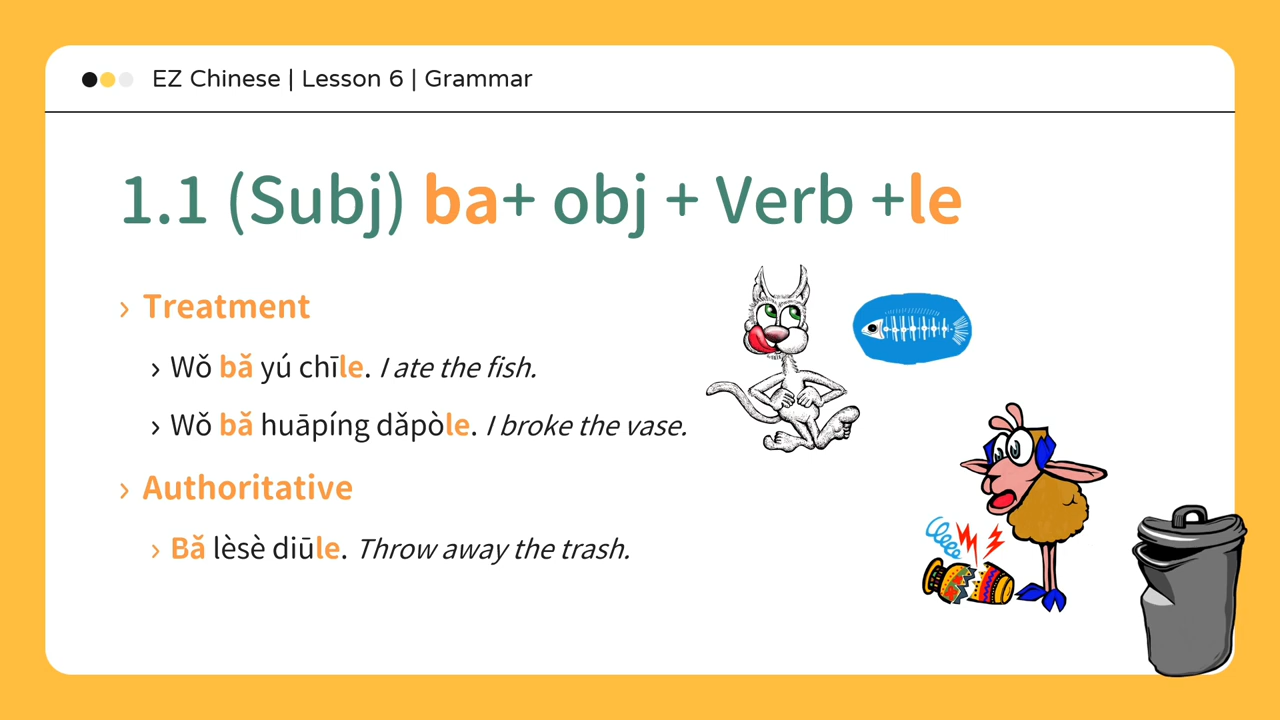 EZ Chinese | Lesson 6 | Grammar
1.1 (Subj) ba+ obj + Verb +le
› Treatment
› Wǒ bǎ yú chīle. I ate the fish.
› Wǒ bǎ huāpíng dǎpòle. I broke the vase.
› Authoritative
› Bǎ lèsè diūle. Throw away the trash.